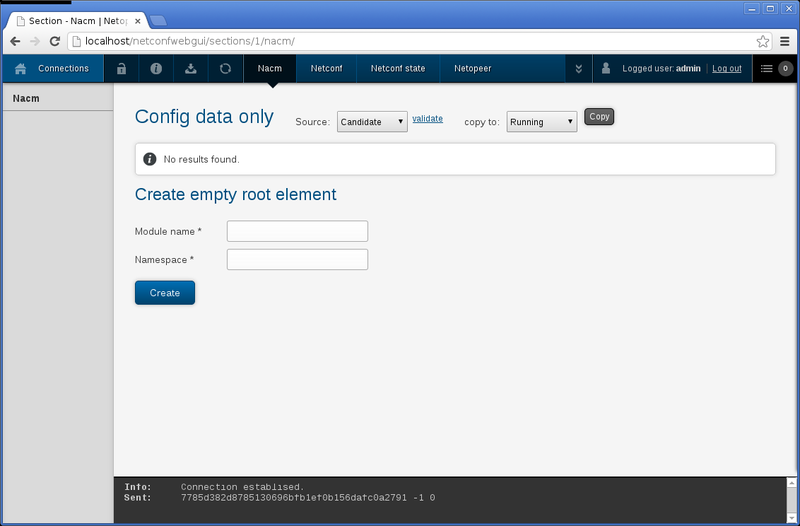 Section - Nacm | Netop
localhost/netconfwebgui/sections/1/nacm/
Connections
Nacm
Netconf
Netconf state
Netopeer
Logged user: admin
Log out
0
Nacm
Config data only
Source:
Candidate
validate
copy to:
Running
Copy
No results found.
Create empty root element
Module name *
Namespace *
Create
Info: Connection establised.
Sent: 7785d382d8785130696bfb1ef0b156dafc0a2791 -1 0